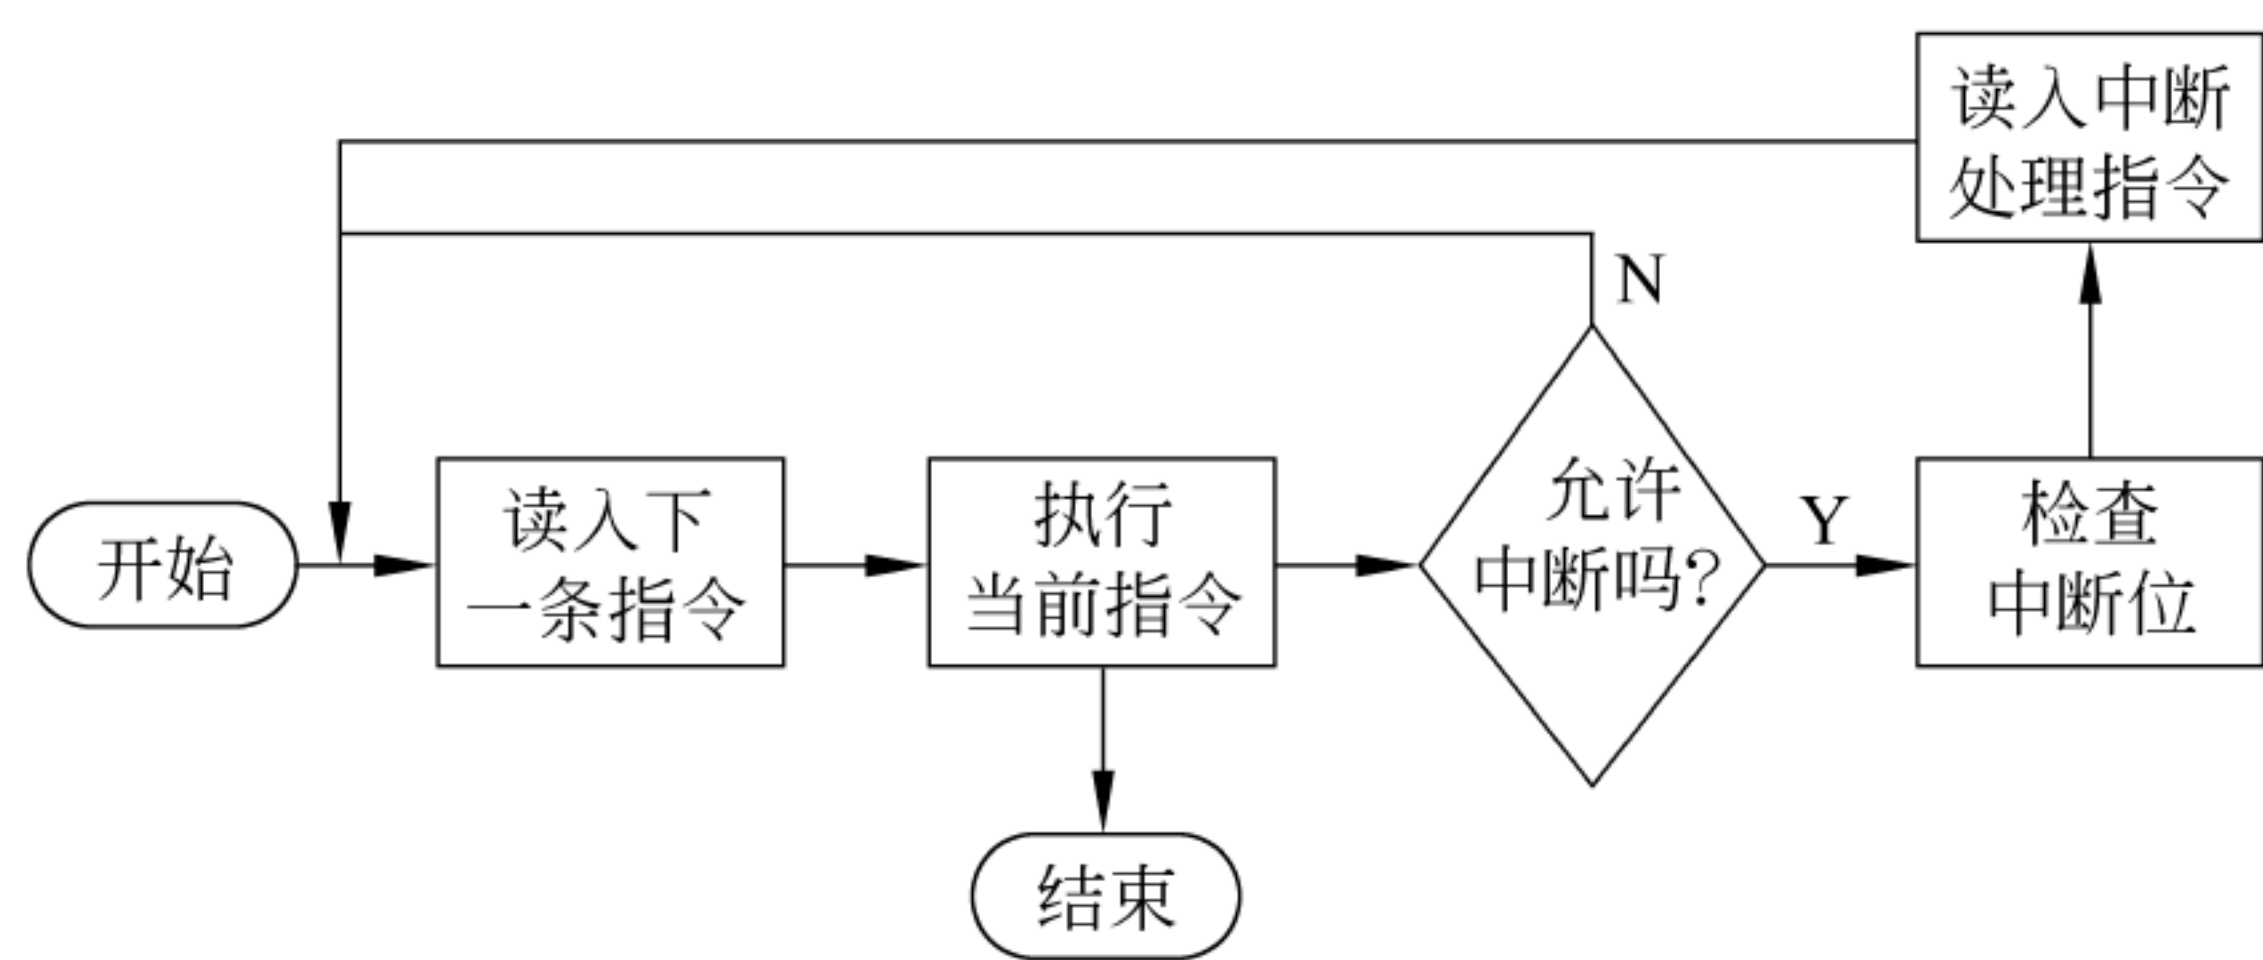 读入中断
处理指令
N
开始
读入下
一条指令
执行
当前指令
允许
中断吗?
Y
检查
中断位
结束